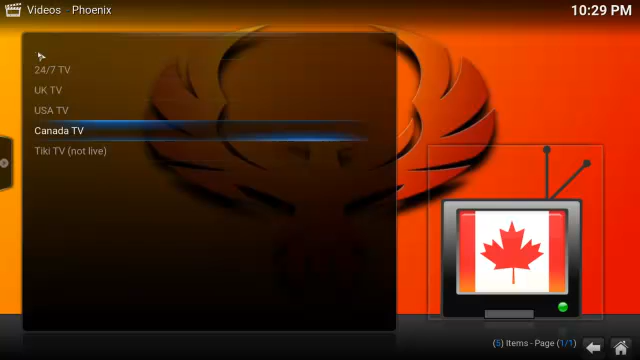 Videos - Phoenix
10:29 PM
24/7 TV
UK TV
USA TV
Canada TV
Tiki TV (not live)
(5) Items - Page (1/1)